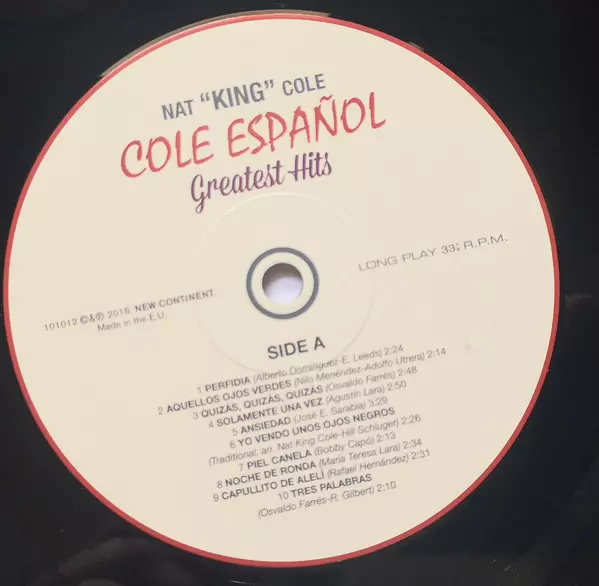 NAT "KING" COLE
COLE ESPAÑOL
Greatest Hits
LONG PLAY 33⅓ R.P.M.
101012 ©&℗ 2018. NEW CONTINENT.
Made in the E.U.
SIDE A
1 PERFIDIA (Alberto Domínguez-E. Leeds) 2:24
2 AQUELLOS OJOS VERDES (Nilo Menéndez-Adolfo Utrera) 2:14
3 QUIZÁS, QUIZÁS, QUIZÁS (Osvaldo Farrés) 2:48
4 SOLAMENTE UNA VEZ (Agustín Lara) 2:50
5 ANSIEDAD (José E. Sarabia) 3:29
6 YO VENDO UNOS OJOS NEGROS
(Traditional; arr. Nat King Cole-Hill Schluger) 2:26
7 PIEL CANELA (Bobby Capó) 2:13
8 NOCHE DE RONDA (María Teresa Lara) 2:34
9 CAPULLITO DE ALELÍ (Rafael Hernández) 2:31
10 TRES PALABRAS
(Osvaldo Farrés-R. Gilbert) 2:10